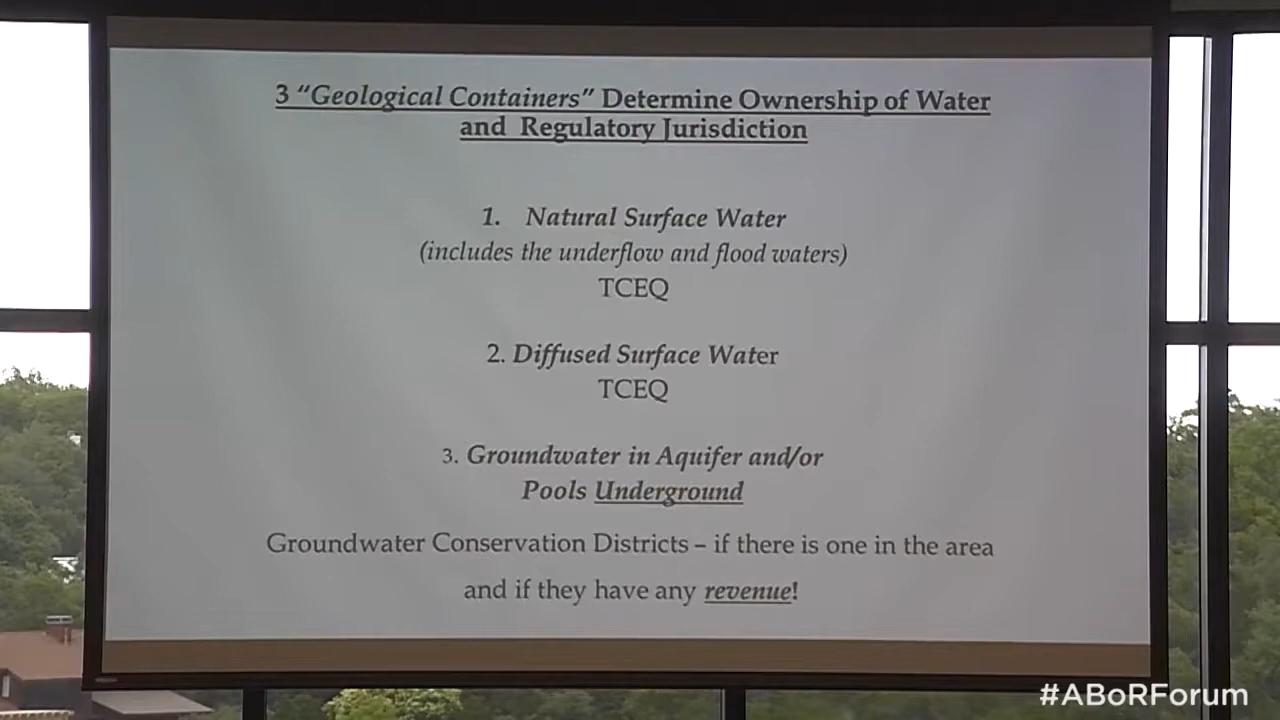 3 “Geological Containers” Determine Ownership of Water
and Regulatory Jurisdiction
1. Natural Surface Water
(includes the underflow and flood waters)
TCEQ
2. Diffused Surface Water
TCEQ
3. Groundwater in Aquifer and/or
Pools Underground
Groundwater Conservation Districts – if there is one in the area
and if they have any revenue!
#ABoRForum